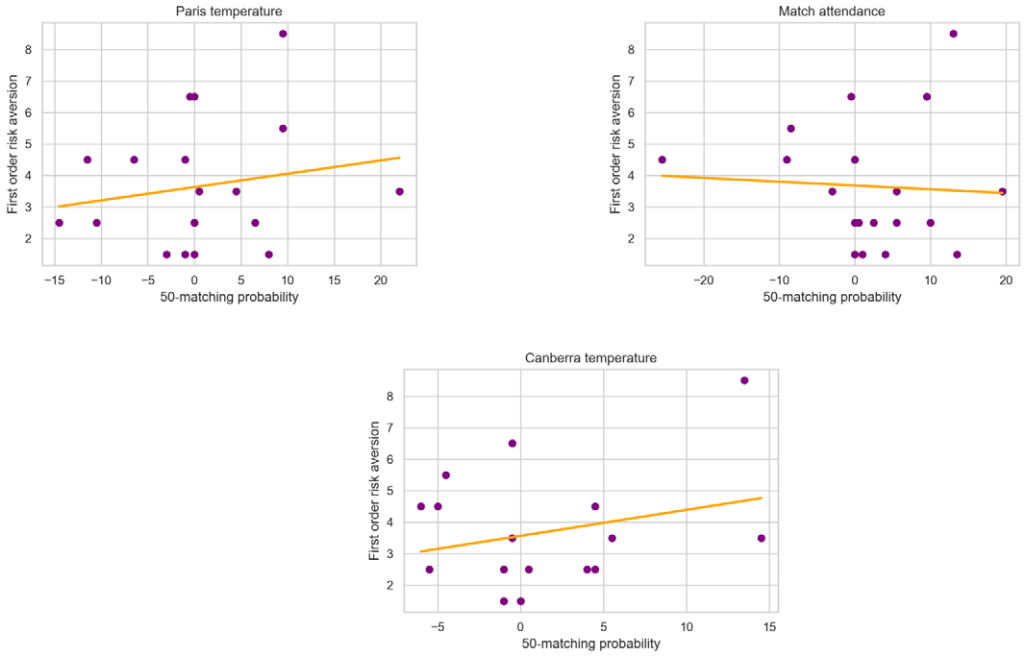 Paris temperature
First order risk aversion
8
7
6
5
4
3
2
−15 −10 −5 0 5 10 15 20
50-matching probability
Match attendance
First order risk aversion
8
7
6
5
4
3
2
−20 −10 0 10 20
50-matching probability
Canberra temperature
First order risk aversion
8
7
6
5
4
3
2
−5 0 5 10 15
50-matching probability